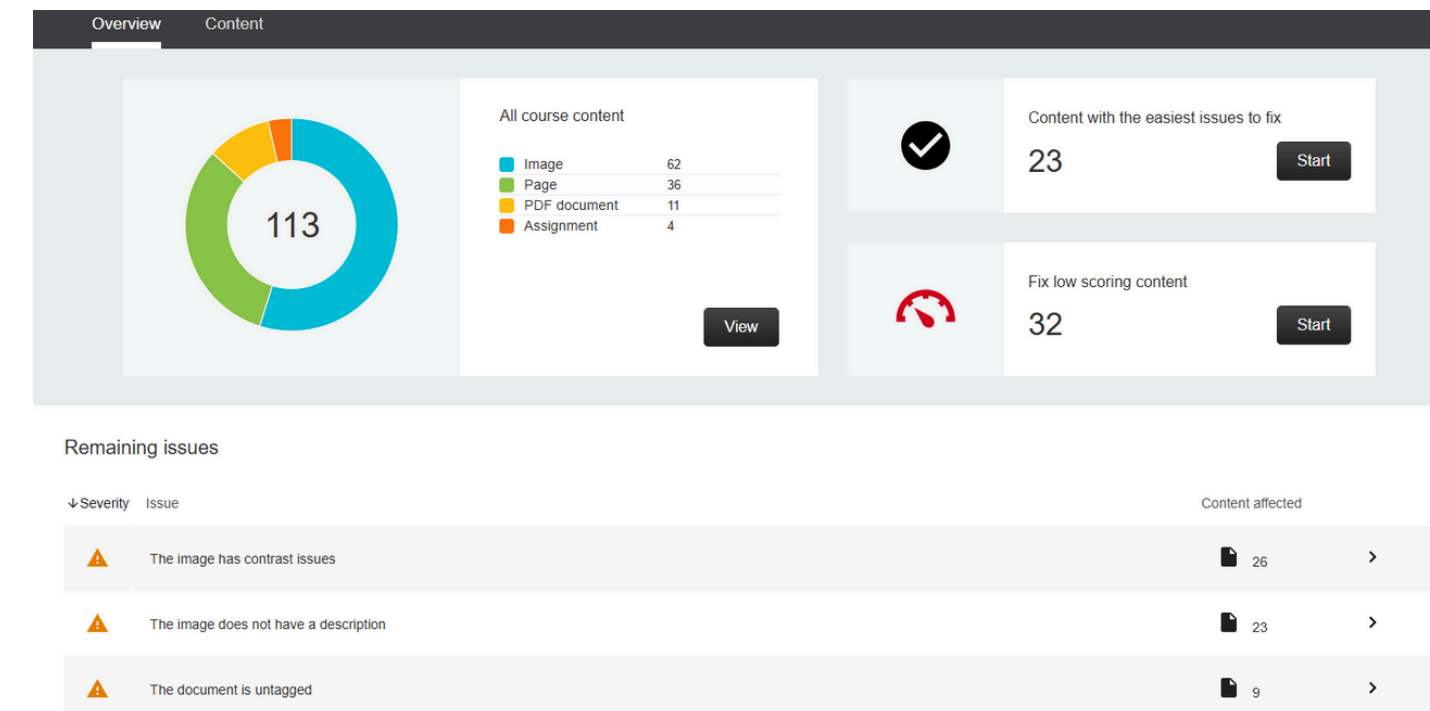 Overview Content
113
All course content
Image 62
Page 36
PDF document 11
Assignment 4
View
Content with the easiest issues to fix
23 Start
Fix low scoring content
32 Start
Remaining issues
↓Severity Issue Content affected
The image has contrast issues 26
The image does not have a description 23
The document is untagged 9